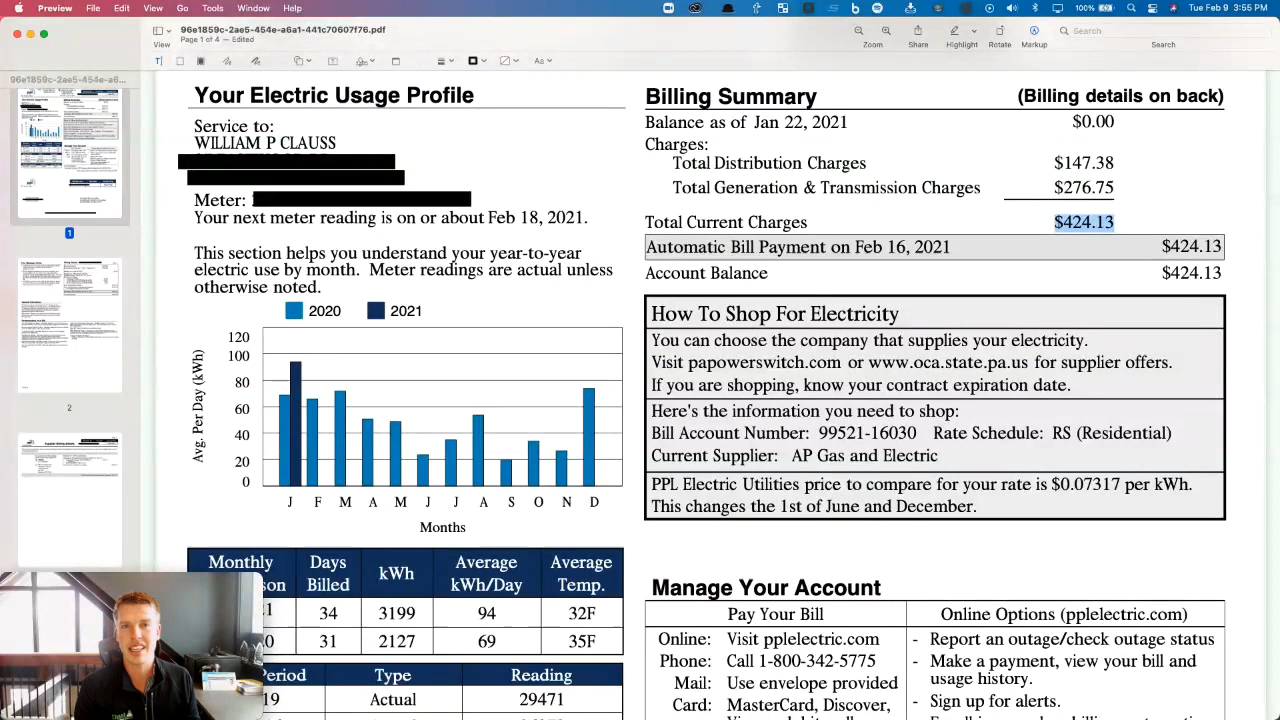 Preview File Edit View Go Tools Window Help Tue Feb 9 3:55 PM
96e1859c-2ae5-454e-a6a1-441c70607f76.pdf
Page 1 of 4 — Edited
View Zoom Share Highlight Rotate Markup Search
Search
96e1859c-2ae5-454e-a6...
1
2
Your Electric Usage Profile
Service to:
WILLIAM P CLAUSS
Meter:
Your next meter reading is on or about Feb 18, 2021.
This section helps you understand your year-to-year
electric use by month. Meter readings are actual unless
otherwise noted.
2020 2021
Avg. Per Day (kWh)
120
100
80
60
40
20
0
J F M A M J J A S O N D
Months
Monthly Days kWh Average Average
son Billed kWh/Day Temp.
1 34 3199 94 32F
0 31 2127 69 35F
Period Type Reading
19 Actual 29471
Billing Summary (Billing details on back)
Balance as of Jan 22, 2021 $0.00
Charges:
Total Distribution Charges $147.38
Total Generation & Transmission Charges $276.75
Total Current Charges $424.13
Automatic Bill Payment on Feb 16, 2021 $424.13
Account Balance $424.13
How To Shop For Electricity
You can choose the company that supplies your electricity.
Visit papowerswitch.com or www.oca.state.pa.us for supplier offers.
If you are shopping, know your contract expiration date.
Here's the information you need to shop:
Bill Account Number: 99521-16030 Rate Schedule: RS (Residential)
Current Supplier: AP Gas and Electric
PPL Electric Utilities price to compare for your rate is $0.07317 per kWh.
This changes the 1st of June and December.
Manage Your Account
Pay Your Bill Online Options (pplelectric.com)
Online: Visit pplelectric.com - Report an outage/check outage status
Phone: Call 1-800-342-5775 - Make a payment, view your bill and
usage history.
Mail: Use envelope provided
Card: MasterCard, Discover, - Sign up for alerts.